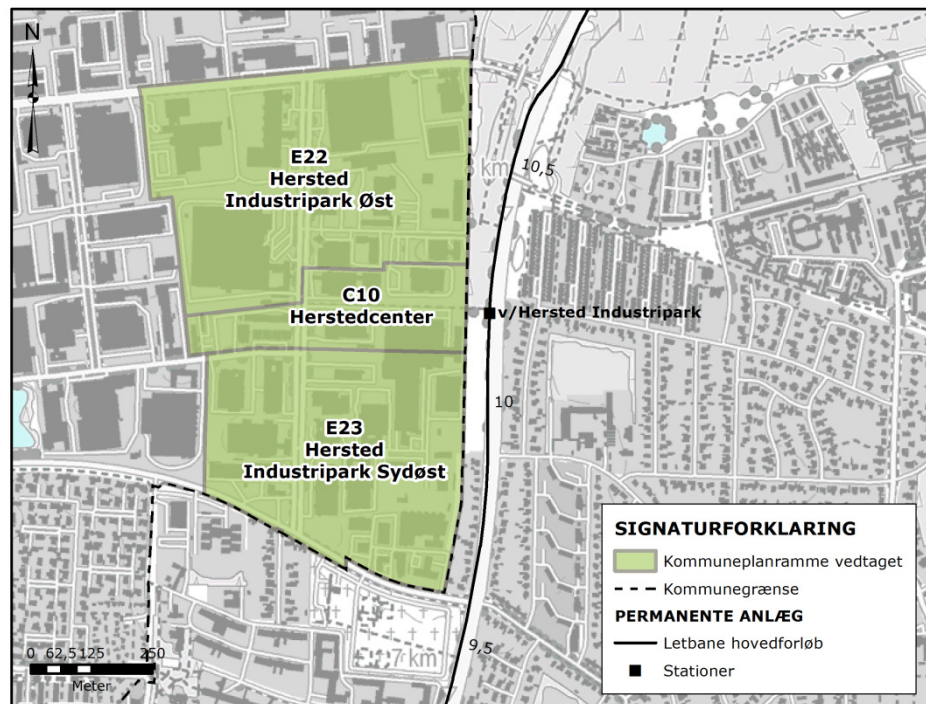 N
E22
Hersted
Industripark Øst
10,5
km
C10
Herstedcenter
v/Hersted Industripark
10
E23
Hersted
Industripark Sydøst
9,5
7 km
0 62,5 125 250
Meter
SIGNATURFORKLARING
Kommuneplanramme vedtaget
Kommunegrænse
PERMANENTE ANLÆG
Letbane hovedforløb
Stationer